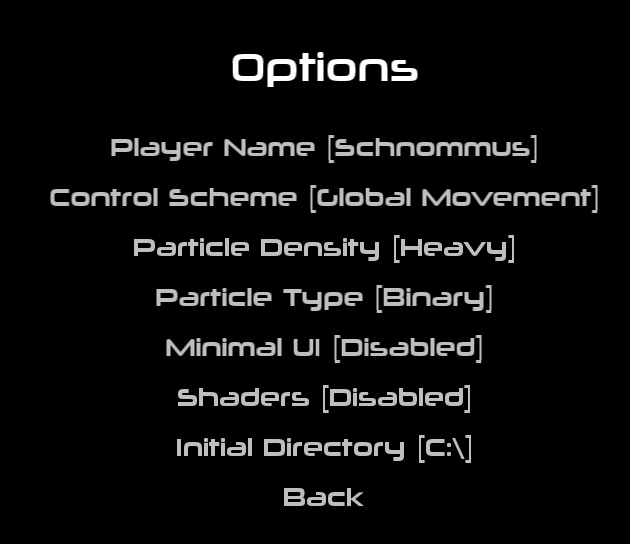 Options
Player Name [Schnommus]
Control Scheme [Global Movement]
Particle Density [Heavy]
Particle Type [Binary]
Minimal UI [Disabled]
Shaders [Disabled]
Initial Directory [C:\]
Back